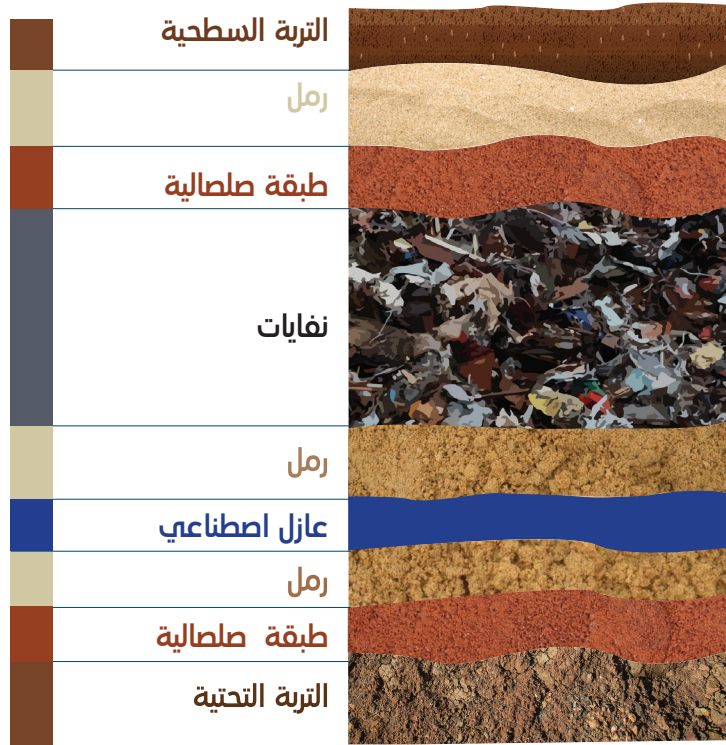 التربة السطحية
رمل
طبقة صلصالية
نفايات
رمل
عازل اصطناعي
رمل
طبقة صلصالية
التربة التحتية